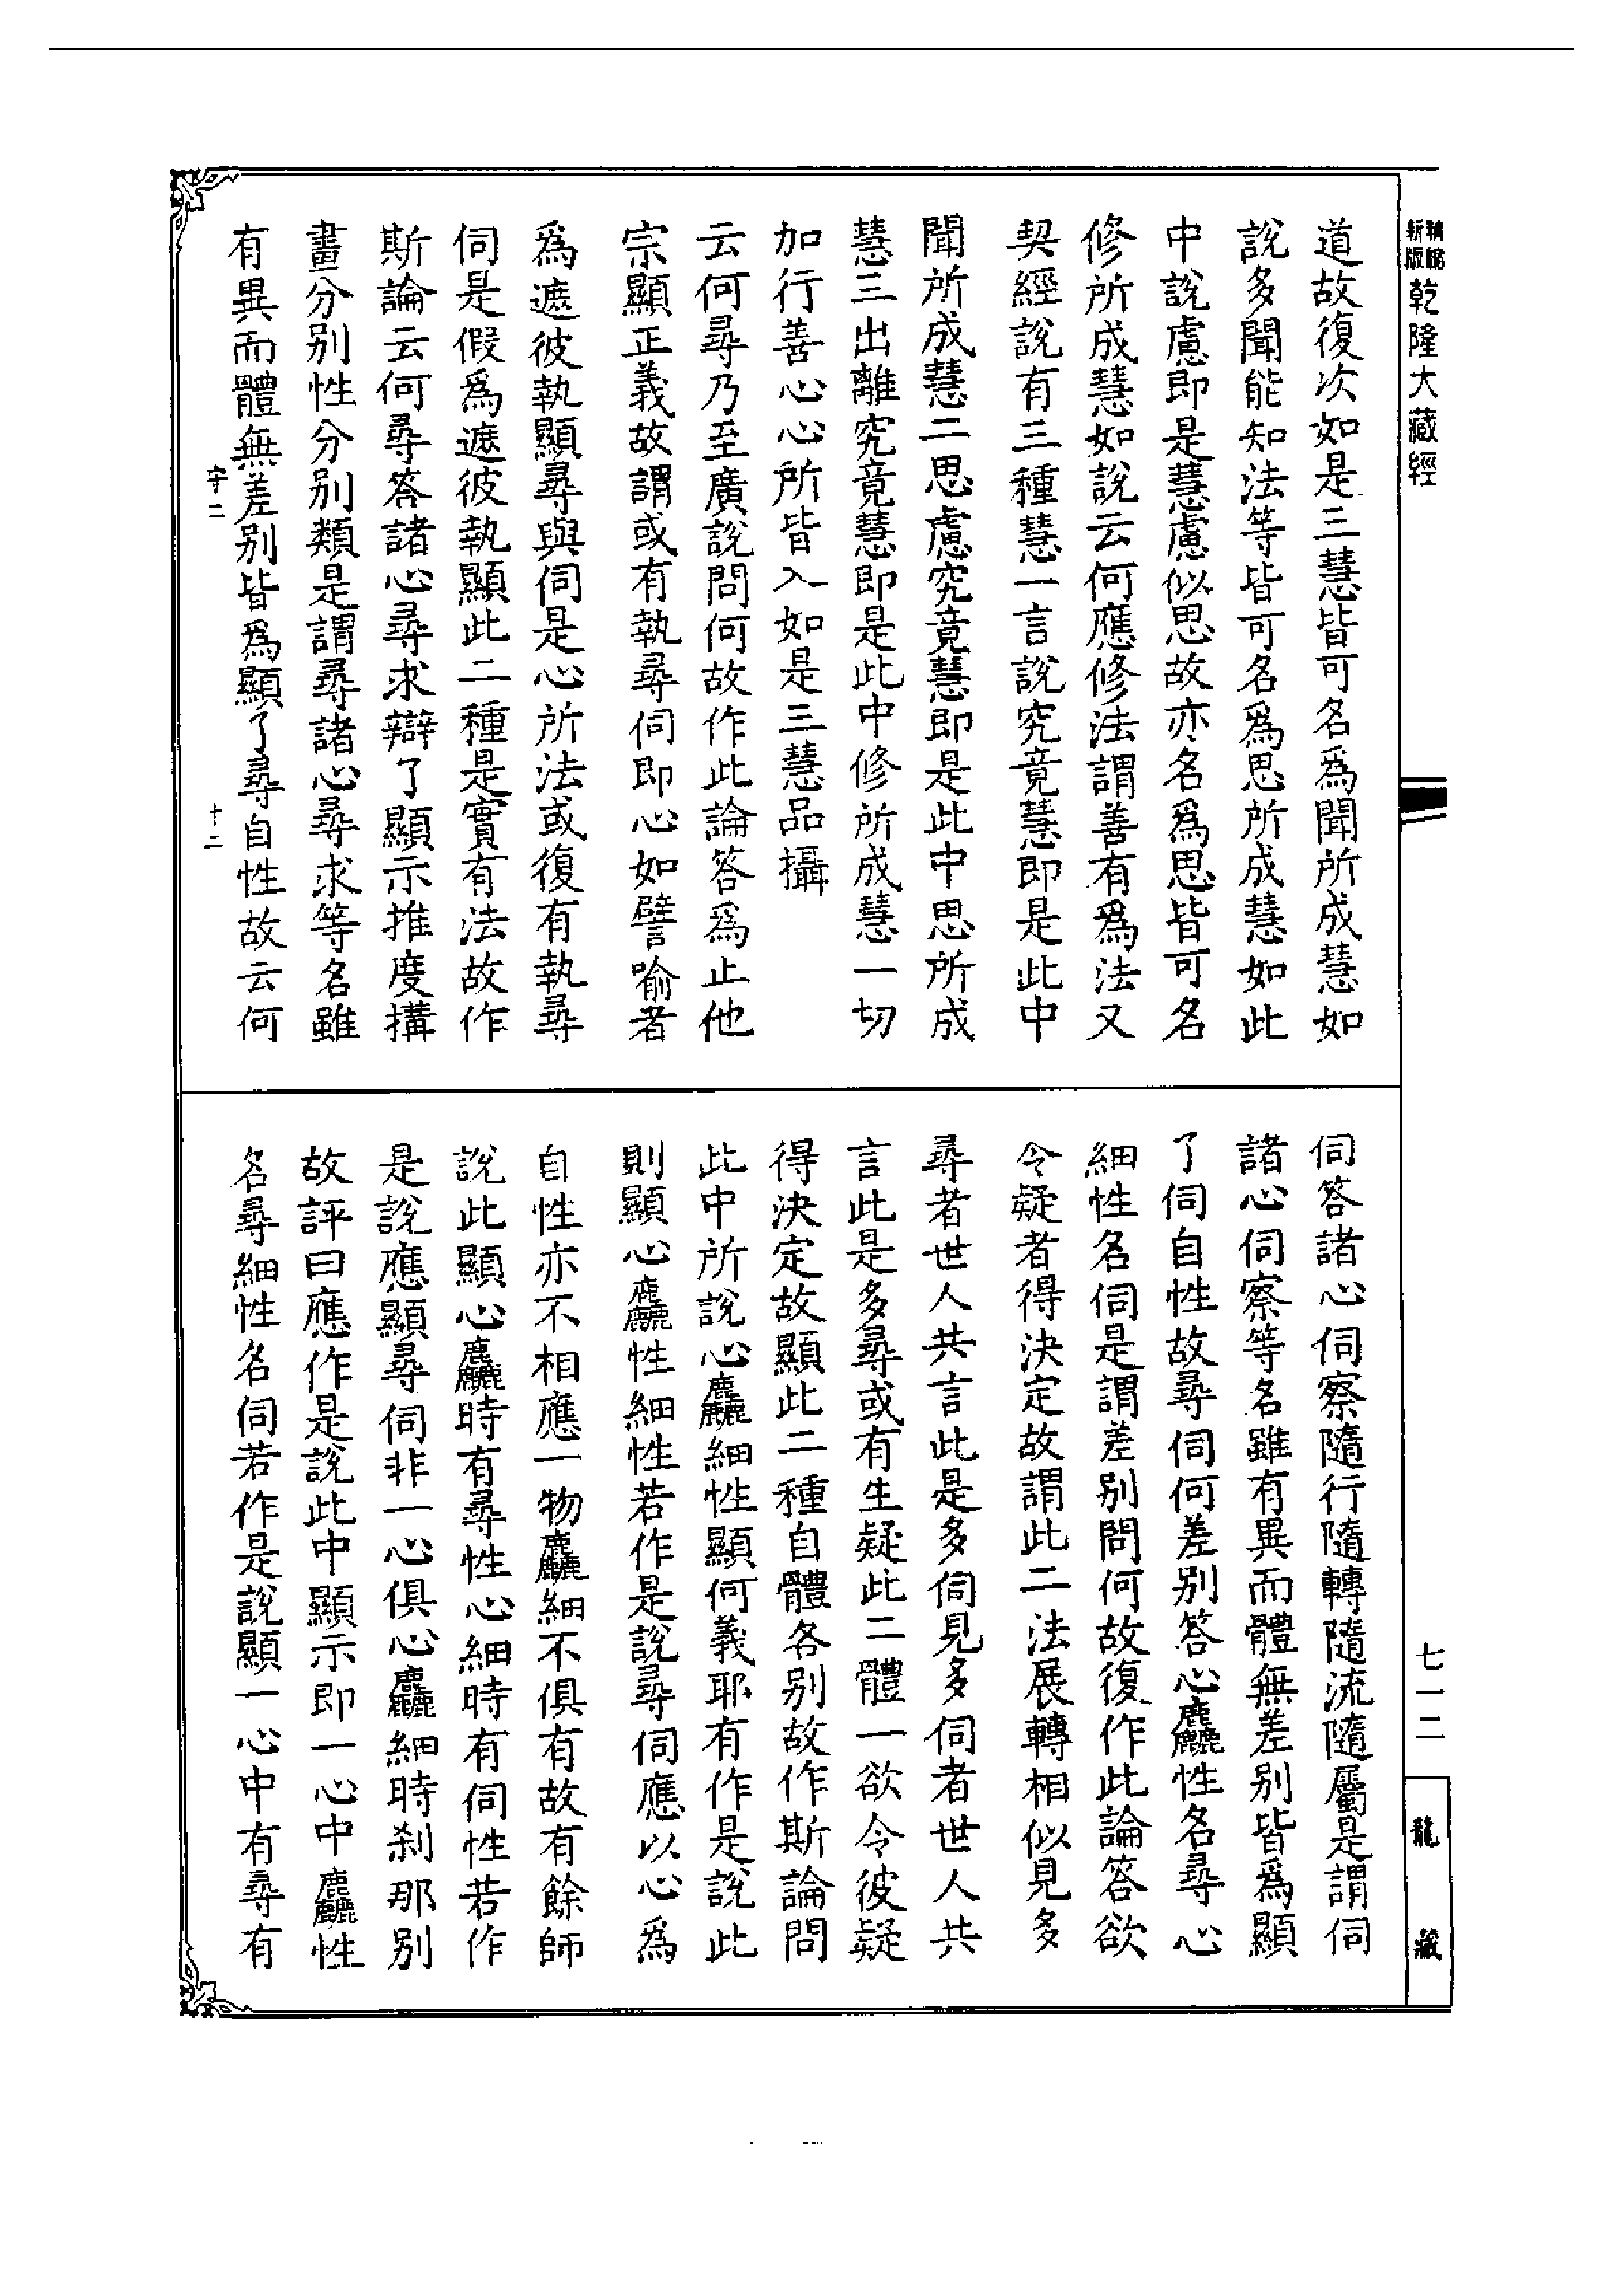 新版
乾隆大藏經
道故復次如是三慧皆可名為聞所成慧如
說多聞能知法等皆可名為思所成慧如此
中說慮即是慧慮似思故亦名為思皆可名
修所成慧如說云何應修法謂善有為法又
契經說有三種慧一言說究竟慧即是此中
聞所成慧二思慮究竟慧即是此中思所成
慧三出離究竟慧即是此中修所成慧一切
加行善心心所皆入如是三慧品攝
云何尋乃至廣說問何故作此論答為止他
宗顯正義故謂或有執尋伺即心如譬喻者
為遮彼執顯尋與伺是心所法或復有執尋
伺是假為遮彼執顯此二種是實有法故作
斯論云何尋答諸心尋求辯了顯示推度搆
畫分別性分別類是謂尋諸心尋求等名雖
有異而體無差別皆為顯了尋自性故云何
守二
十二
伺答諸心伺察隨行隨轉隨流隨屬是謂伺
諸心伺察等名雖有異而體無差別皆為顯
了伺自性故尋伺何差別答心麤性名尋心
細性名伺是謂差別問何故復作此論答欲
令疑者得決定故謂此二法展轉相似見多
尋者世人共言此是多伺見多伺者世人共
言此是多尋或有生疑此二體一欲令彼疑
得決定故顯此二種自體各別故作斯論問
此中所說心麤細性顯何義耶有作是說此
則顯心麤性細性若作是說尋伺應以心為
自性亦不相應一物麤細不俱有故有餘師
說此顯心麤時有尋性心細時有伺性若作
是說應顯尋伺非一心俱心麤細時剎那別
故評曰應作是說此中顯示即一心中麤性
名尋細性名伺若作是說顯一心中有尋有
七一二
龍藏